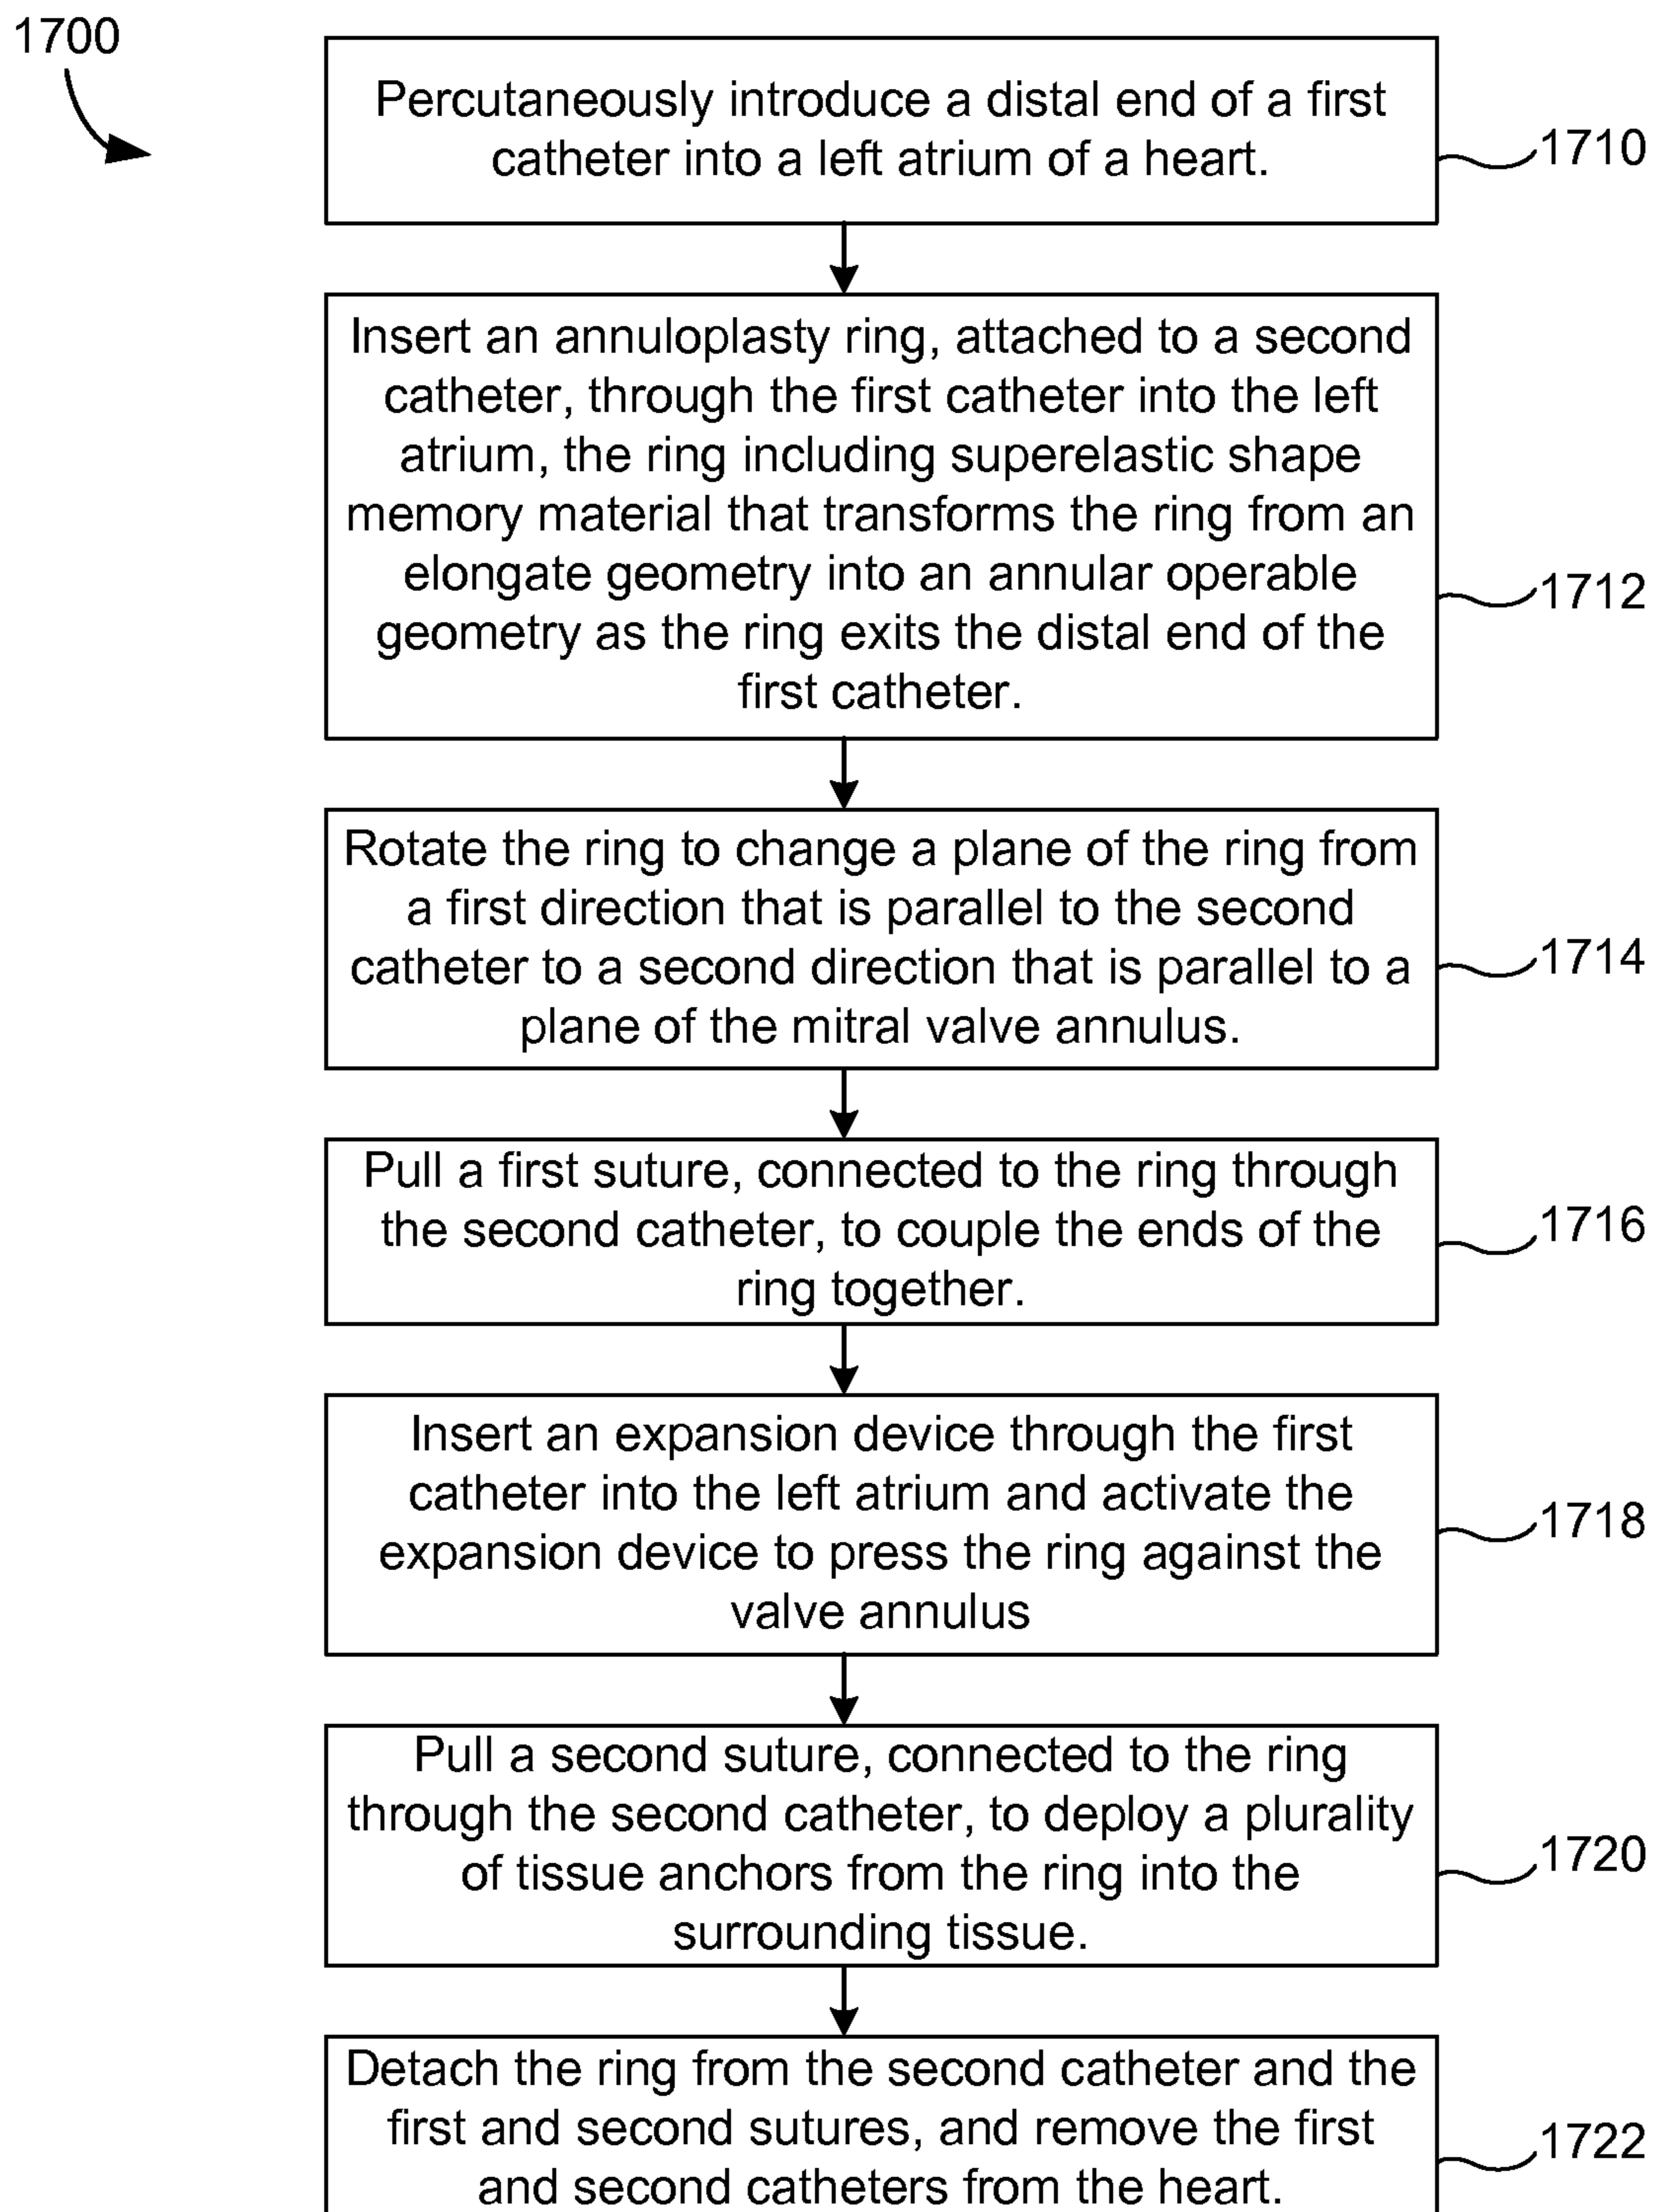 1700
Percutaneously introduce a distal end of a first
catheter into a left atrium of a heart.
1710
Insert an annuloplasty ring, attached to a second
catheter, through the first catheter into the left
atrium, the ring including superelastic shape
memory material that transforms the ring from an
elongate geometry into an annular operable
geometry as the ring exits the distal end of the
first catheter.
1712
Rotate the ring to change a plane of the ring from
a first direction that is parallel to the second
catheter to a second direction that is parallel to a
plane of the mitral valve annulus.
1714
Pull a first suture, connected to the ring through
the second catheter, to couple the ends of the
ring together.
1716
Insert an expansion device through the first
catheter into the left atrium and activate the
expansion device to press the ring against the
valve annulus
1718
Pull a second suture, connected to the ring
through the second catheter, to deploy a plurality
of tissue anchors from the ring into the
surrounding tissue.
1720
Detach the ring from the second catheter and the
first and second sutures, and remove the first
and second catheters from the heart.
1722